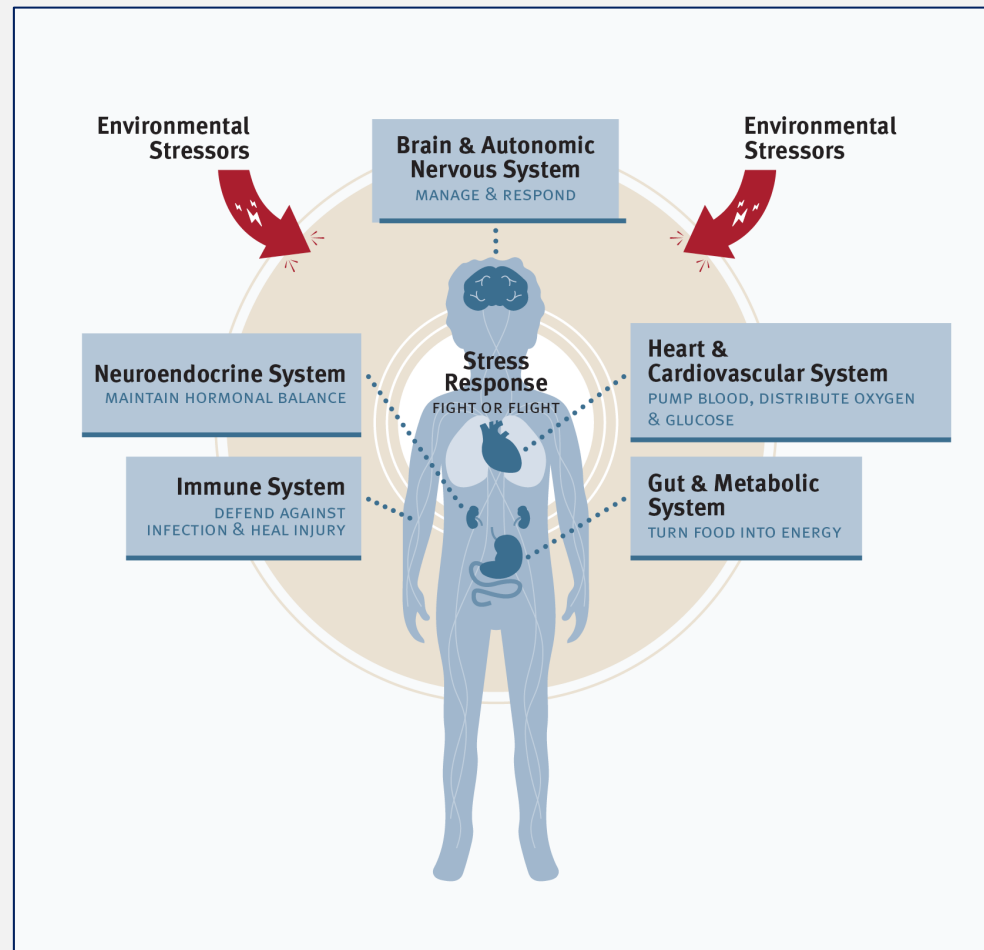 Environmental
Stressors
Brain & Autonomic
Nervous System
MANAGE & RESPOND
Environmental
Stressors
Neuroendocrine System
MAINTAIN HORMONAL BALANCE
Stress
Response
FIGHT OR FLIGHT
Heart &
Cardiovascular System
PUMP BLOOD, DISTRIBUTE OXYGEN
& GLUCOSE
Immune System
DEFEND AGAINST
INFECTION & HEAL INJURY
Gut & Metabolic
System
TURN FOOD INTO ENERGY